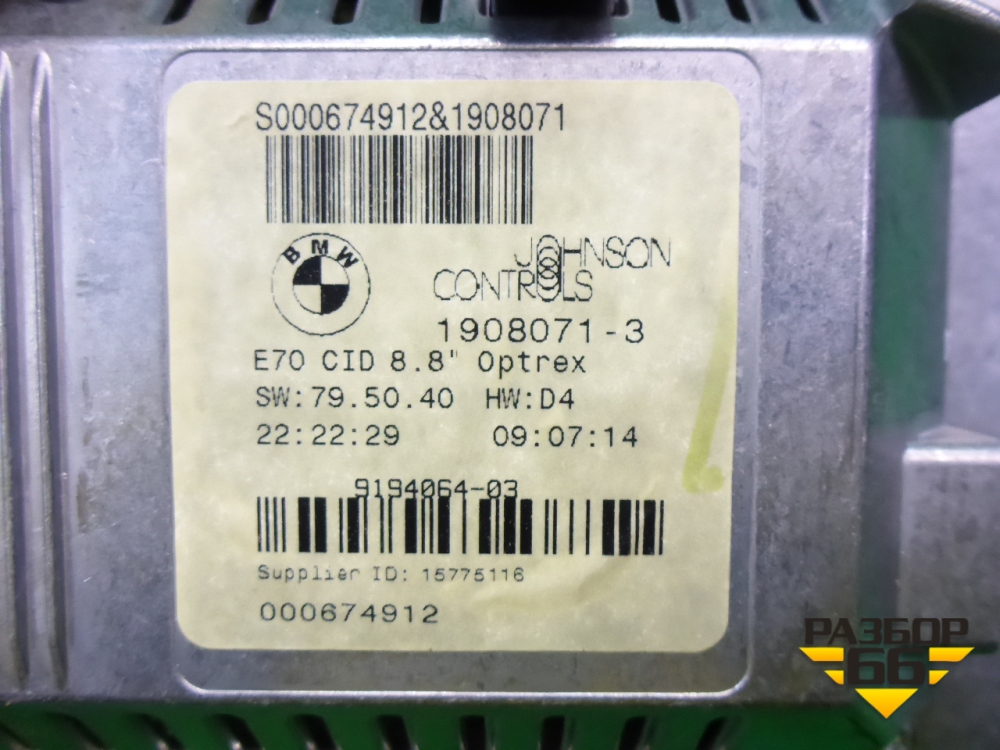 S000674912&1908071
BMW
JOHNSON
CONTROLS
1908071-3
E70 CID 8.8" Optrex
SW:79.50.40 HW:D4
22:22:29 09:07:14
9194064-03
Supplier ID: 15775116
000674912
РАЗБОР
66